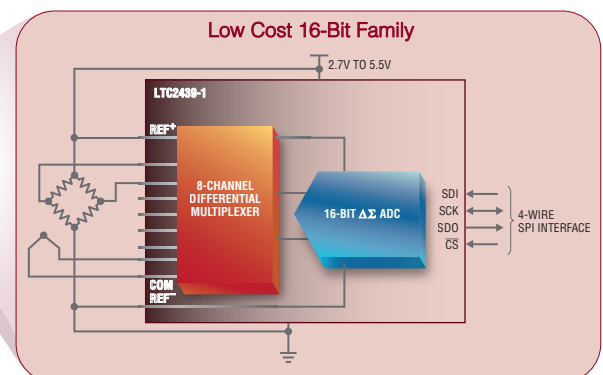 Low Cost 16-Bit Family
2.7V TO 5.5V
LTC2439-1
REF+
8-CHANNEL
DIFFERENTIAL
MULTIPLEXER
16-BIT ΔΣ ADC
SDI
SCK
SDO
C̅S̅
4-WIRE
SPI INTERFACE
COM
REF–